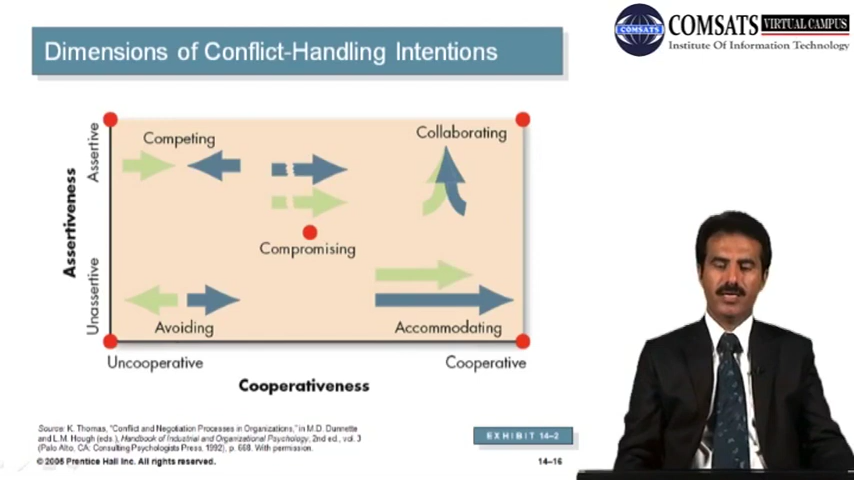 Dimensions of Conflict-Handling Intentions
COMSATS VIRTUAL CAMPUS
Institute Of Information Technology
Assertiveness
Assertive
Unassertive
Competing
Collaborating
Compromising
Avoiding
Accommodating
Uncooperative
Cooperative
Cooperativeness
Source: K. Thomas, "Conflict and Negotiation Processes in Organizations," in M.D. Dunnette
and L.M. Hough (eds.), Handbook of Industrial and Organizational Psychology, 2nd ed., vol. 3
(Palo Alto, CA: Consulting Psychologists Press, 1992), p. 668. With permission.
© 2005 Prentice Hall Inc. All rights reserved.
EXHIBIT 14–2
14–16